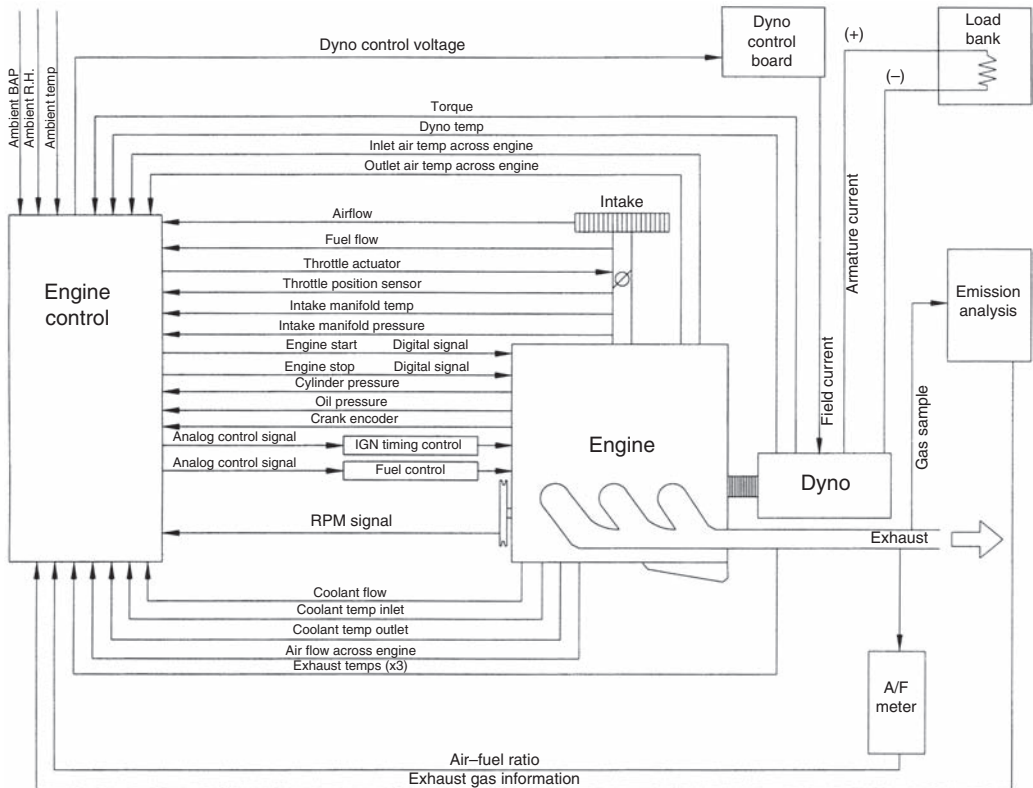 Ambient BAP
Ambient R.H.
Ambient temp
Dyno control voltage
Dyno
control
board
(+)
(–)
Load
bank
Torque
Dyno temp
Inlet air temp across engine
Outlet air temp across engine
Intake
Airflow
Fuel flow
Throttle actuator
Throttle position sensor
Intake manifold temp
Intake manifold pressure
Engine start Digital signal
Engine stop Digital signal
Cylinder pressure
Oil pressure
Crank encoder
Analog control signal
IGN timing control
Analog control signal
Fuel control
RPM signal
Engine
control
Engine
Field current
Armature current
Gas sample
Emission
analysis
Dyno
Exhaust
Coolant flow
Coolant temp inlet
Coolant temp outlet
Air flow across engine
Exhaust temps (x3)
A/F
meter
Air–fuel ratio
Exhaust gas information